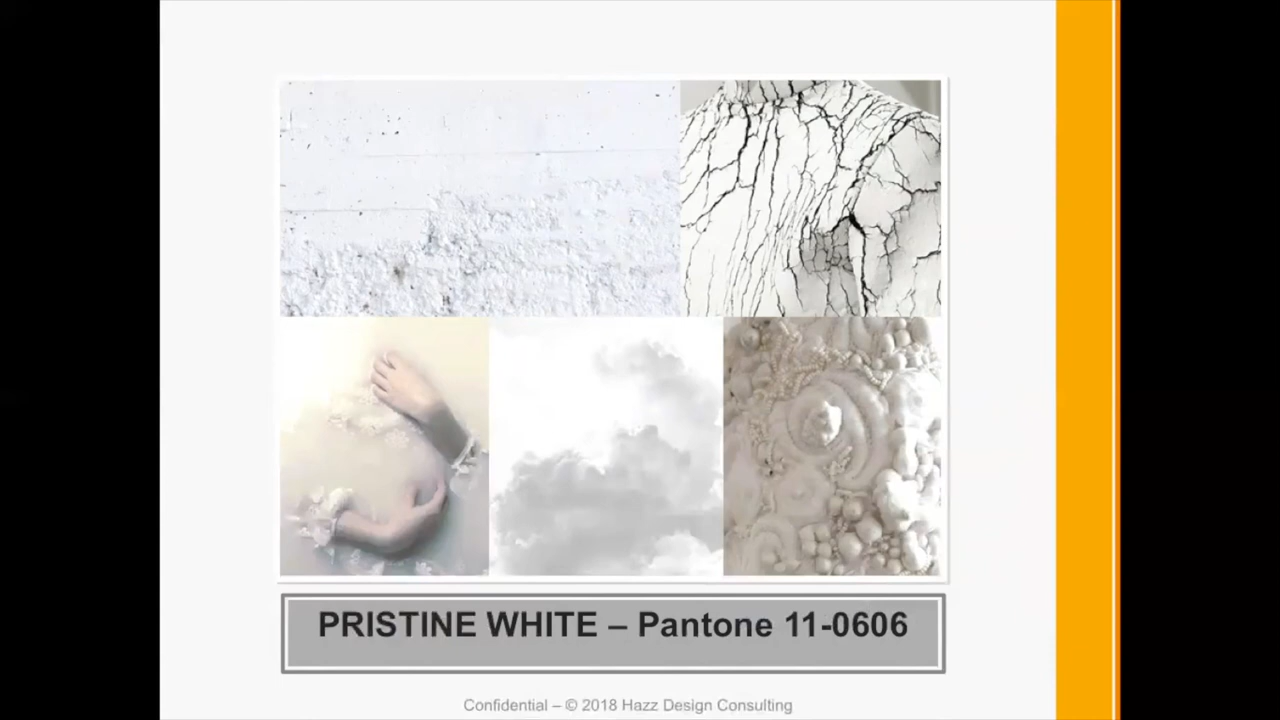 PRISTINE WHITE – Pantone 11-0606
Confidential – © 2018 Hazz Design Consulting